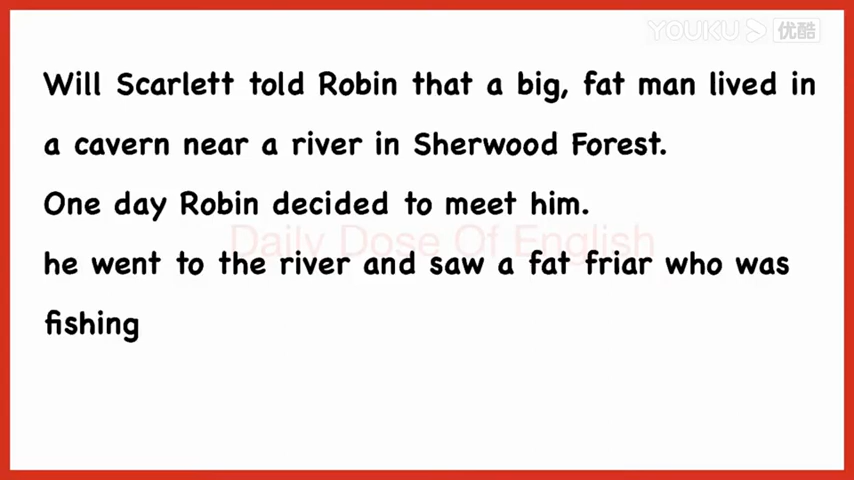 YOUKU 优酷
Will Scarlett told Robin that a big, fat man lived in
a cavern near a river in Sherwood Forest.
One day Robin decided to meet him.
Daily Dose Of English
he went to the river and saw a fat friar who was
fishing